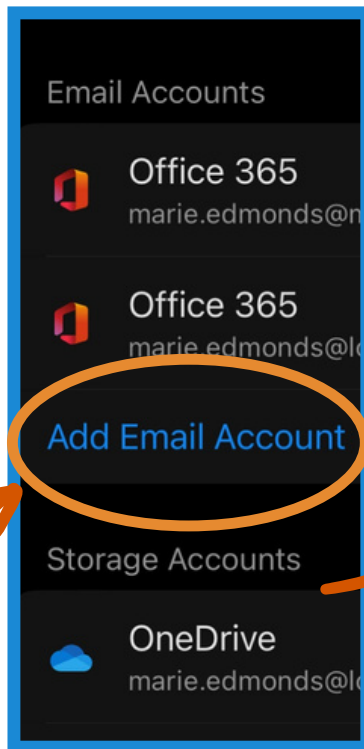 Email Accounts
Office 365
marie.edmonds@
Office 365
marie.edmonds@l
Add Email Account
Storage Accounts
OneDrive
marie.edmonds@l